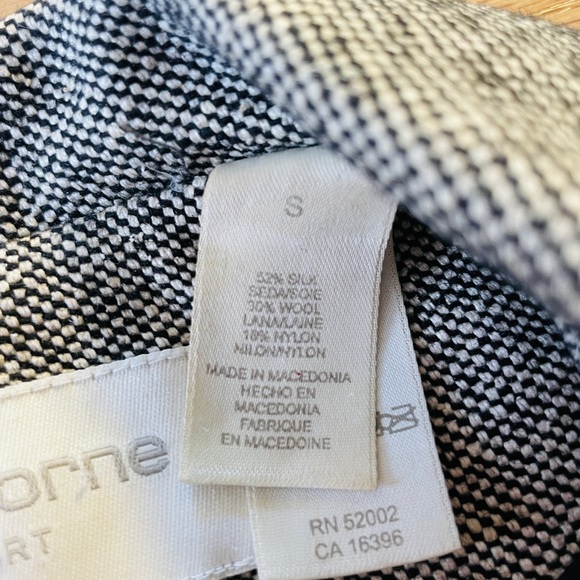 S
52% SILK
SEDA/SOIE
30% WOOL
LANA/LAINE
18% NYLON
NILON/NYLON
MADE IN MACEDONIA
HECHO EN
MACEDONIA
FABRIQUE
EN MACEDOINE
orne
RT
RN 52002
CA 16396